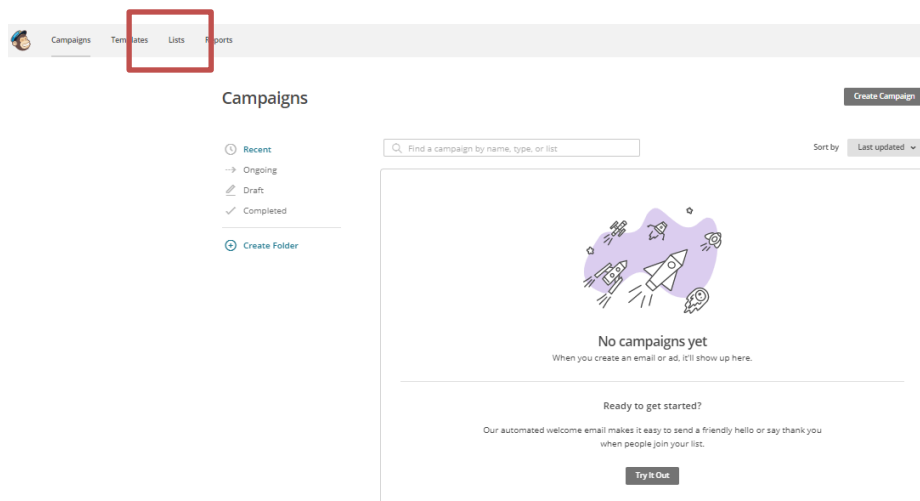 Campaigns Templates Lists Reports
Campaigns
Create Campaign
Recent
Find a campaign by name, type, or list
Sort by Last updated
Ongoing
Draft
Completed
Create Folder
No campaigns yet
When you create an email or ad, it'll show up here.
Ready to get started?
Our automated welcome email makes it easy to send a friendly hello or say thank you
when people join your list.
Try It Out